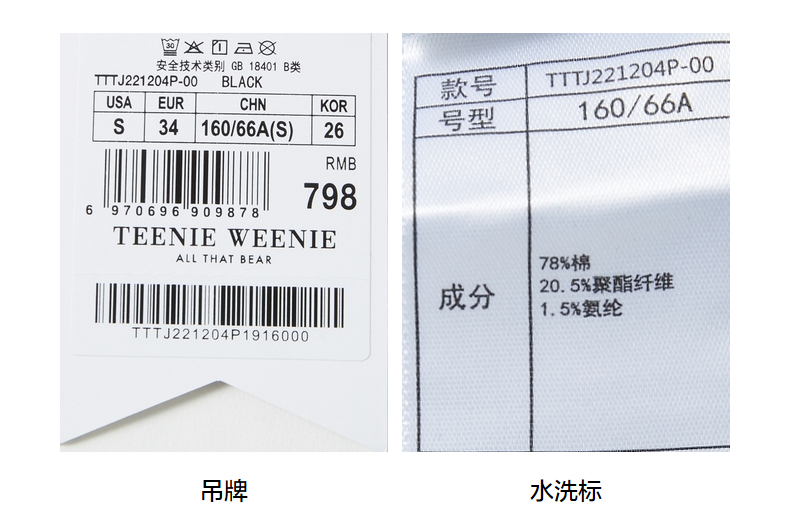 30
安全技术类别 GB 18401 B类
TTTJ221204P-00 BLACK
USA EUR CHN KOR
S 34 160/66A(S) 26
RMB
798
6 970696 909878
TEENIE WEENIE
ALL THAT BEAR
TTTJ221204P1916000
吊牌
款号 TTTJ221204P-00
号型 160/66A
成分
78%棉
20.5%聚酯纤维
1.5%氨纶
水洗标